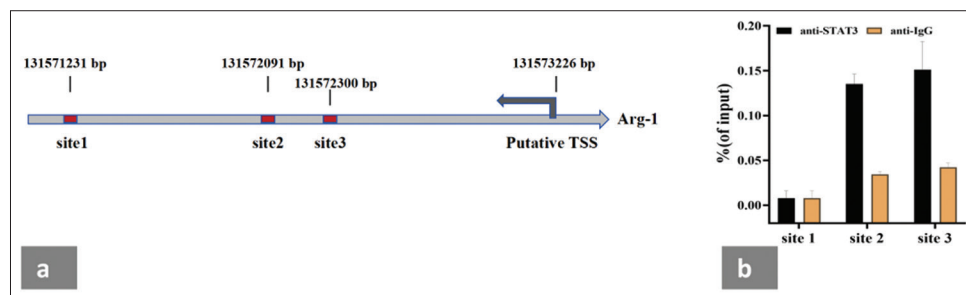 131571231 bp
131572091 bp
131572300 bp
131573226 bp
Arg-1
site1
site2
site3
Putative TSS
a
anti-STAT3
anti-IgG
%(of input)
0.20
0.15
0.10
0.05
0.00
site 1
site 2
site 3
b